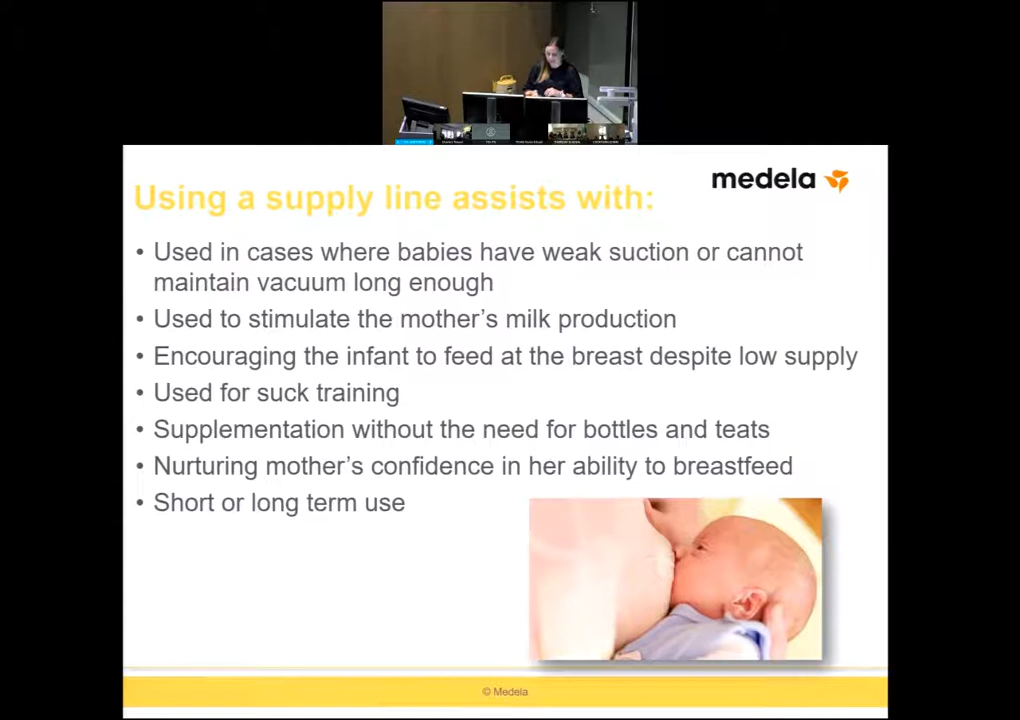 medela
Using a supply line assists with:
• Used in cases where babies have weak suction or cannot
maintain vacuum long enough
• Used to stimulate the mother’s milk production
• Encouraging the infant to feed at the breast despite low supply
• Used for suck training
• Supplementation without the need for bottles and teats
• Nurturing mother’s confidence in her ability to breastfeed
• Short or long term use
© Medela